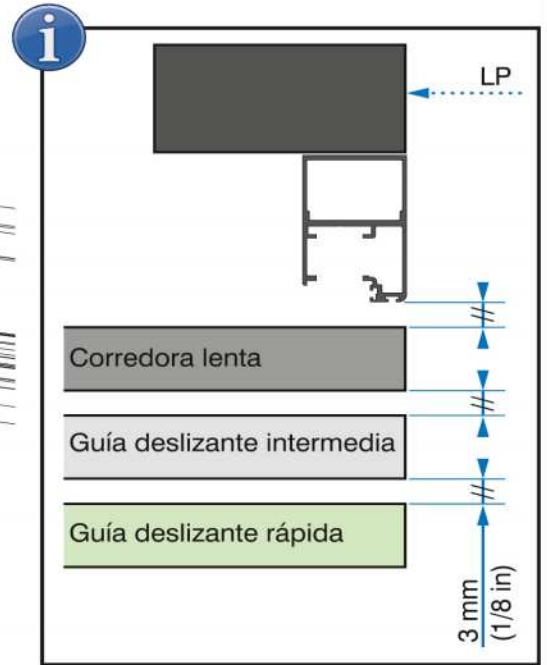 i
LP
Corredora lenta
Guía deslizante intermedia
Guía deslizante rápida
3 mm
(1/8 in)